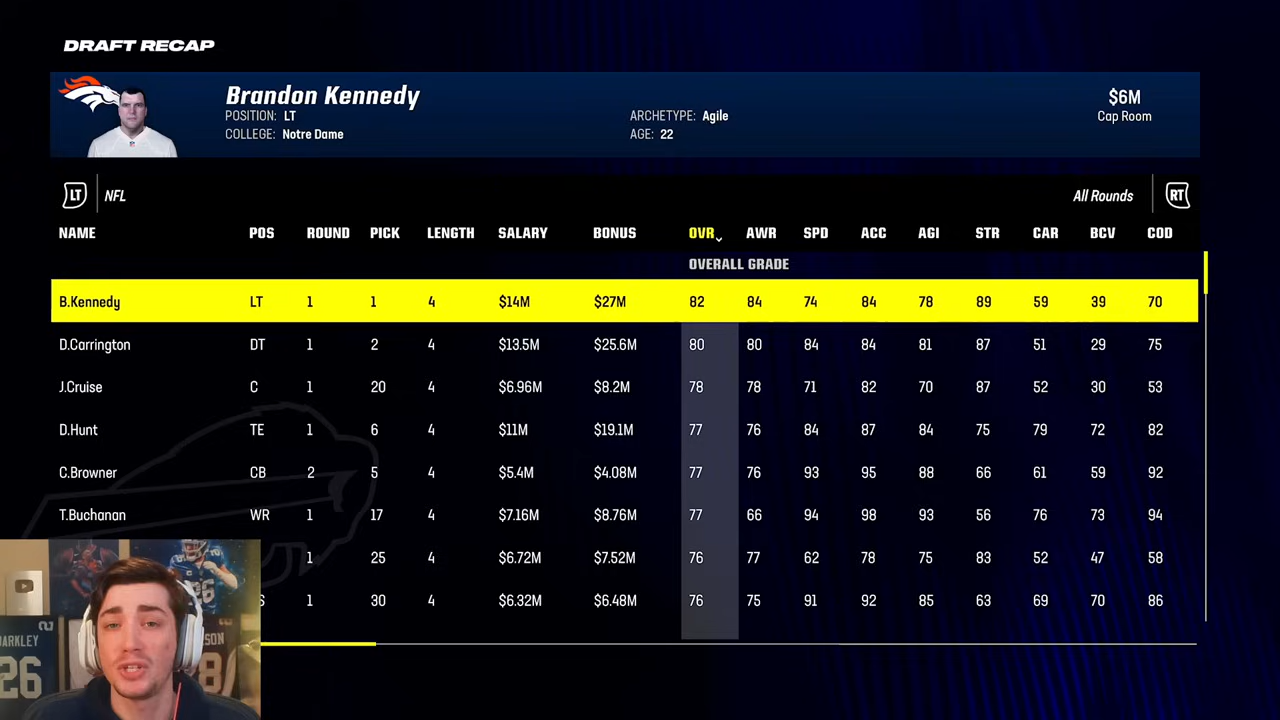 DRAFT RECAP
Brandon Kennedy
POSITION: LT
COLLEGE: Notre Dame
ARCHETYPE: Agile
AGE: 22
$6M
Cap Room
LT NFL All Rounds RT
NAME POS ROUND PICK LENGTH SALARY BONUS OVR AWR SPD ACC AGI STR CAR BCV COD
OVERALL GRADE
B.Kennedy LT 1 1 4 $14M $27M 82 84 74 84 78 89 59 39 70
D.Carrington DT 1 2 4 $13.5M $25.6M 80 80 84 84 81 87 51 29 75
J.Cruise C 1 20 4 $6.96M $8.2M 78 78 71 82 70 87 52 30 53
D.Hunt TE 1 6 4 $11M $19.1M 77 76 84 87 84 75 79 72 82
C.Browner CB 2 5 4 $5.4M $4.08M 77 76 93 95 88 66 61 59 92
T.Buchanan WR 1 17 4 $7.16M $8.76M 77 66 94 98 93 56 76 73 94
1 25 4 $6.72M $7.52M 76 77 62 78 75 83 52 47 58
S 1 30 4 $6.32M $6.48M 76 75 91 92 85 63 69 70 86
26
ARKLEY
26
SON
8